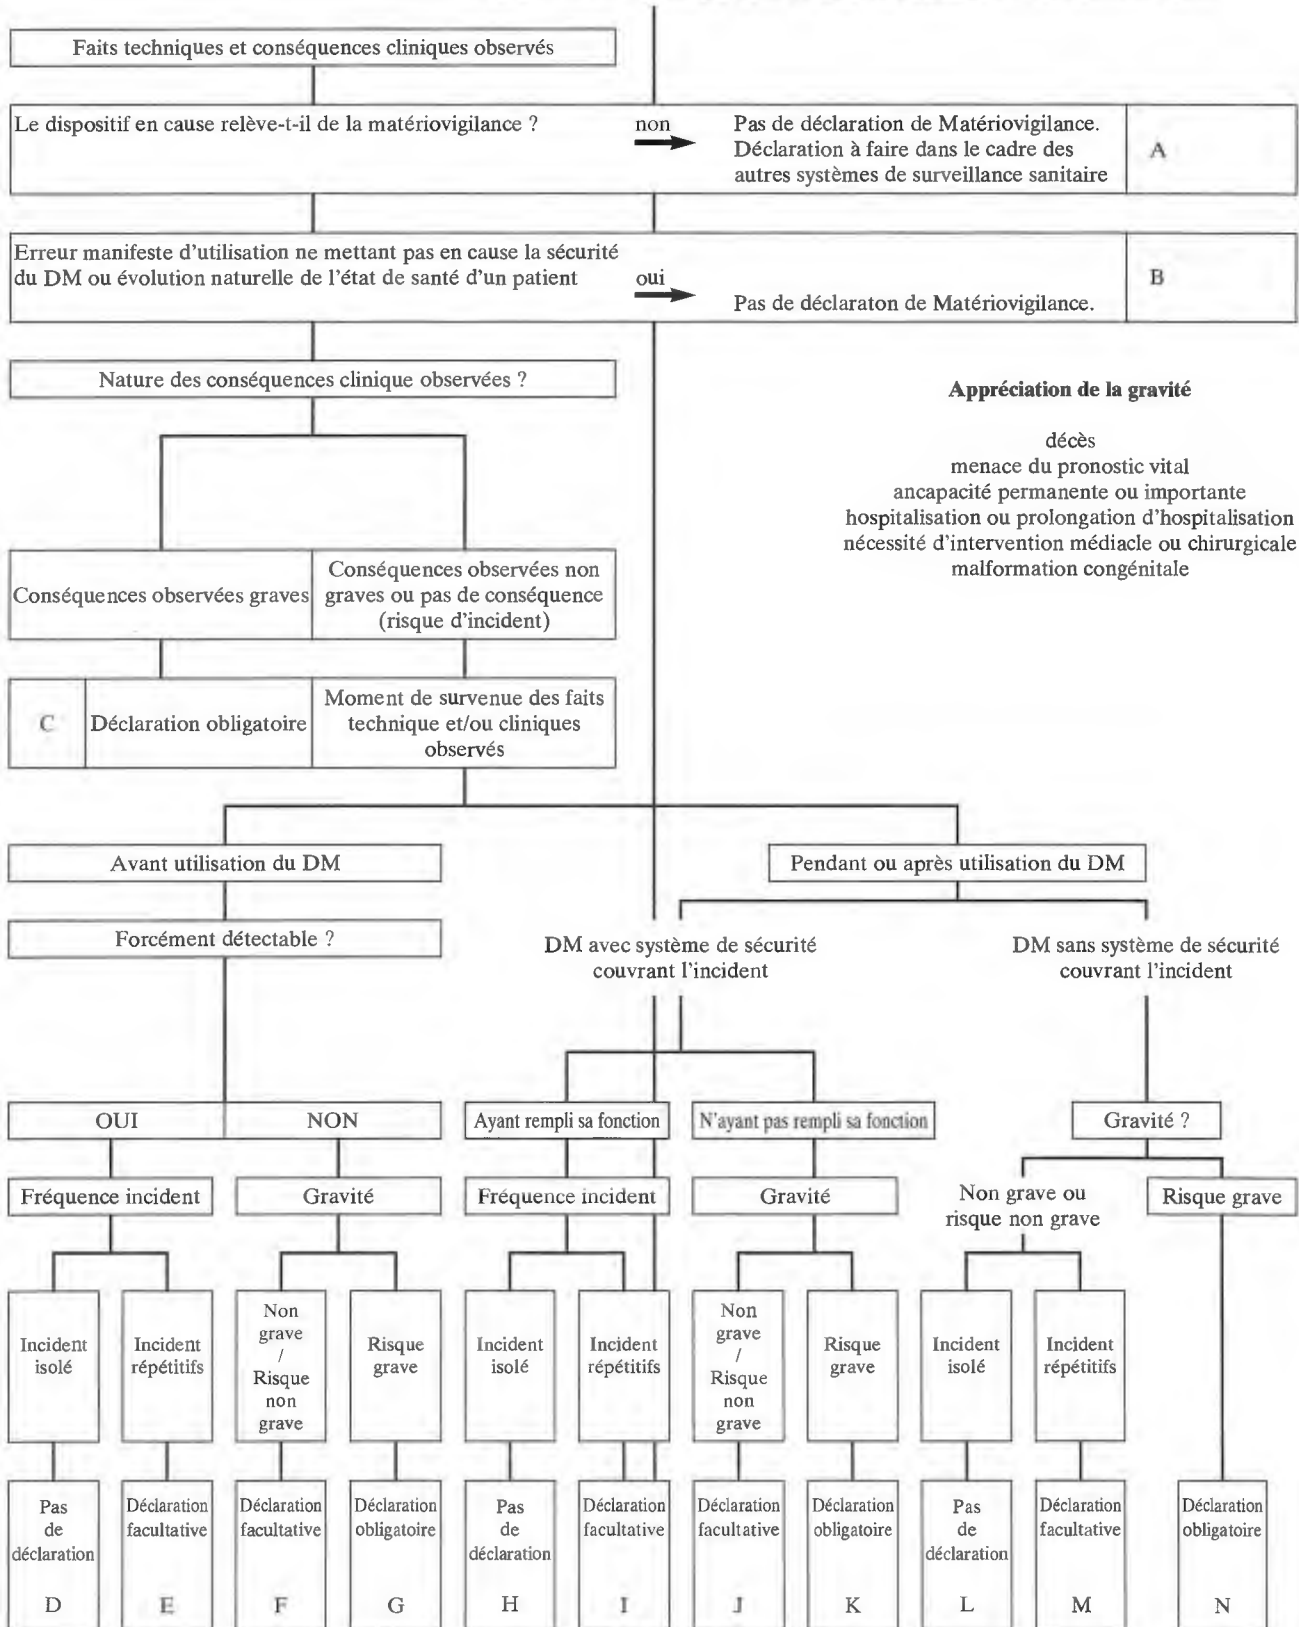 Faits techniques et conséquences cliniques observés
Le dispositif en cause relève-t-il de la matériovigilance ?
non
Pas de déclaration de Matériovigilance.
Déclaration à faire dans le cadre des
autres systèmes de surveillance sanitaire
A
Erreur manifeste d'utilisation ne mettant pas en cause la sécurité
du DM ou évolution naturelle de l'état de santé d'un patient
oui
Pas de déclaraton de Matériovigilance.
B
Nature des conséquences clinique observées ?
Appréciation de la gravité
décès
menace du pronostic vital
ancapacité permanente ou importante
hospitalisation ou prolongation d'hospitalisation
nécessité d'intervention médiacle ou chirurgicale
malformation congénitale
Conséquences observées graves
Conséquences observées non
graves ou pas de conséquence
(risque d'incident)
C
Déclaration obligatoire
Moment de survenue des faits
technique et/ou cliniques
observés
Avant utilisation du DM
Pendant ou après utilisation du DM
Forcément détectable ?
DM avec système de sécurité
couvrant l'incident
DM sans système de sécurité
couvrant l'incident
OUI
NON
Ayant rempli sa fonction
N'ayant pas rempli sa fonction
Gravité ?
Fréquence incident
Gravité
Fréquence incident
Gravité
Non grave ou
risque non grave
Risque grave
Incident
isolé
Incident
répétitifs
Non
grave
/
Risque
non
grave
Risque
grave
Incident
isolé
Incident
répétitifs
Non
grave
/
Risque
non
grave
Risque
grave
Incident
isolé
Incident
répétitifs
Pas
de
déclaration
D
Déclaration
facultative
E
Déclaration
facultative
F
Déclaration
obligatoire
G
Pas
de
déclaration
H
Déclaration
facultative
I
Déclaration
facultative
J
Déclaration
obligatoire
K
Pas
de
déclaration
L
Déclaration
facultative
M
Déclaration
obligatoire
N